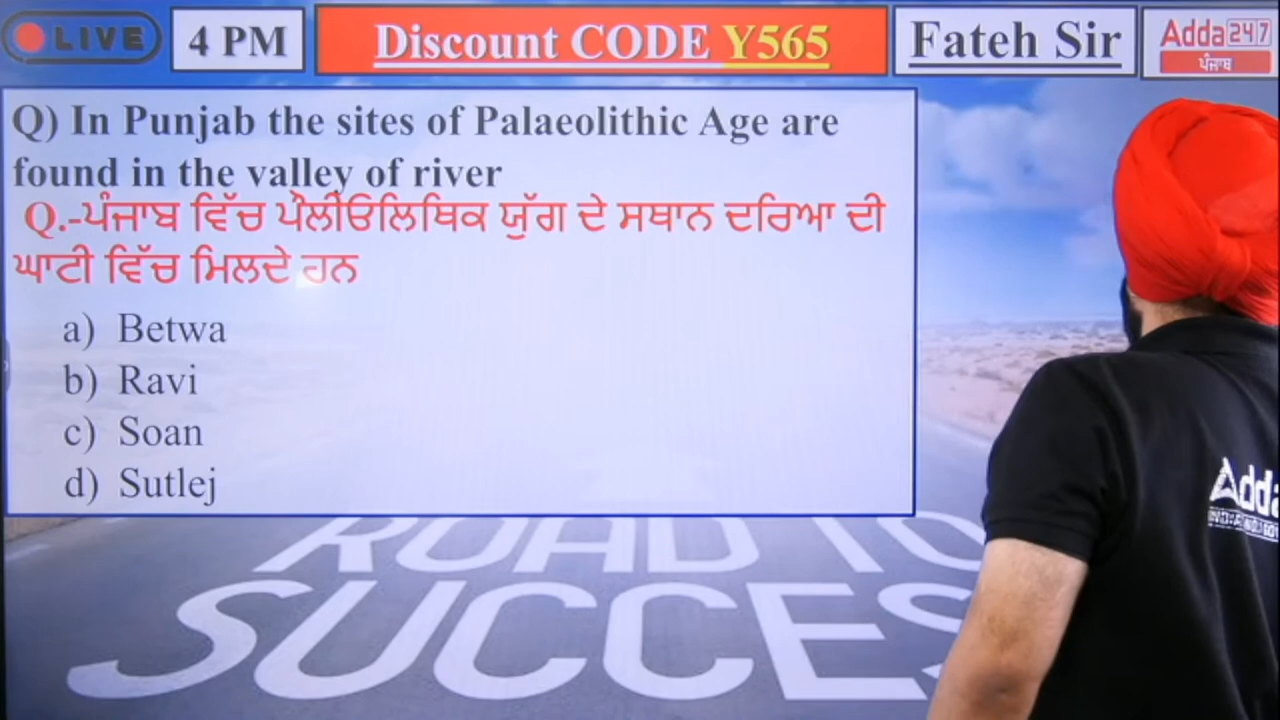 LIVE
4 PM
Discount CODE Y565
Fateh Sir
Adda247
ਪੰਜਾਬ
Q) In Punjab the sites of Palaeolithic Age are
found in the valley of river
Q.-ਪੰਜਾਬ ਵਿੱਚ ਪੌਲੀਓਲਿਥਿਕ ਯੁੱਗ ਦੇ ਸਥਾਨ ਦਰਿਆ ਦੀ
ਘਾਟੀ ਵਿੱਚ ਮਿਲਦੇ ਹਨ
a) Betwa
b) Ravi
c) Soan
d) Sutlej
ROAD TO
SUCCES
Adda